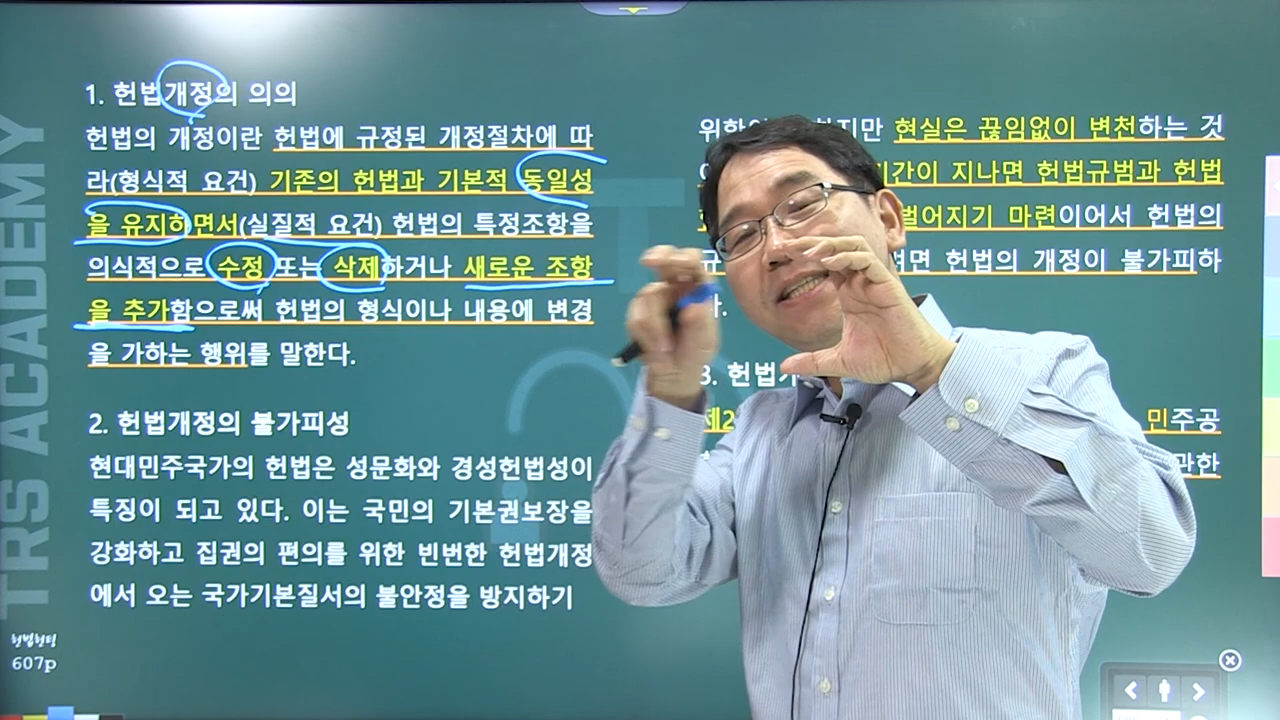 TRS ACADEMY
1. 헌법개정의 의의
헌법의 개정이란 헌법에 규정된 개정절차에 따
라(형식적 요건) 기존의 헌법과 기본적 동일성
을 유지하면서(실질적 요건) 헌법의 특정조항을
의식적으로 수정 또는 삭제하거나 새로운 조항
을 추가함으로써 헌법의 형식이나 내용에 변경
을 가하는 행위를 말한다.
2. 헌법개정의 불가피성
현대민주국가의 헌법은 성문화와 경성헌법성이
특징이 되고 있다. 이는 국민의 기본권보장을
강화하고 집권의 편의를 위한 빈번한 헌법개정
에서 오는 국가기본질서의 불안정을 방지하기
607p
현실은 끊임없이 변천하는 것
지나면 헌법규범과 헌법
벌어지기 마련이어서 헌법의
헌법의 개정이 불가피하
다.
3.
민주공